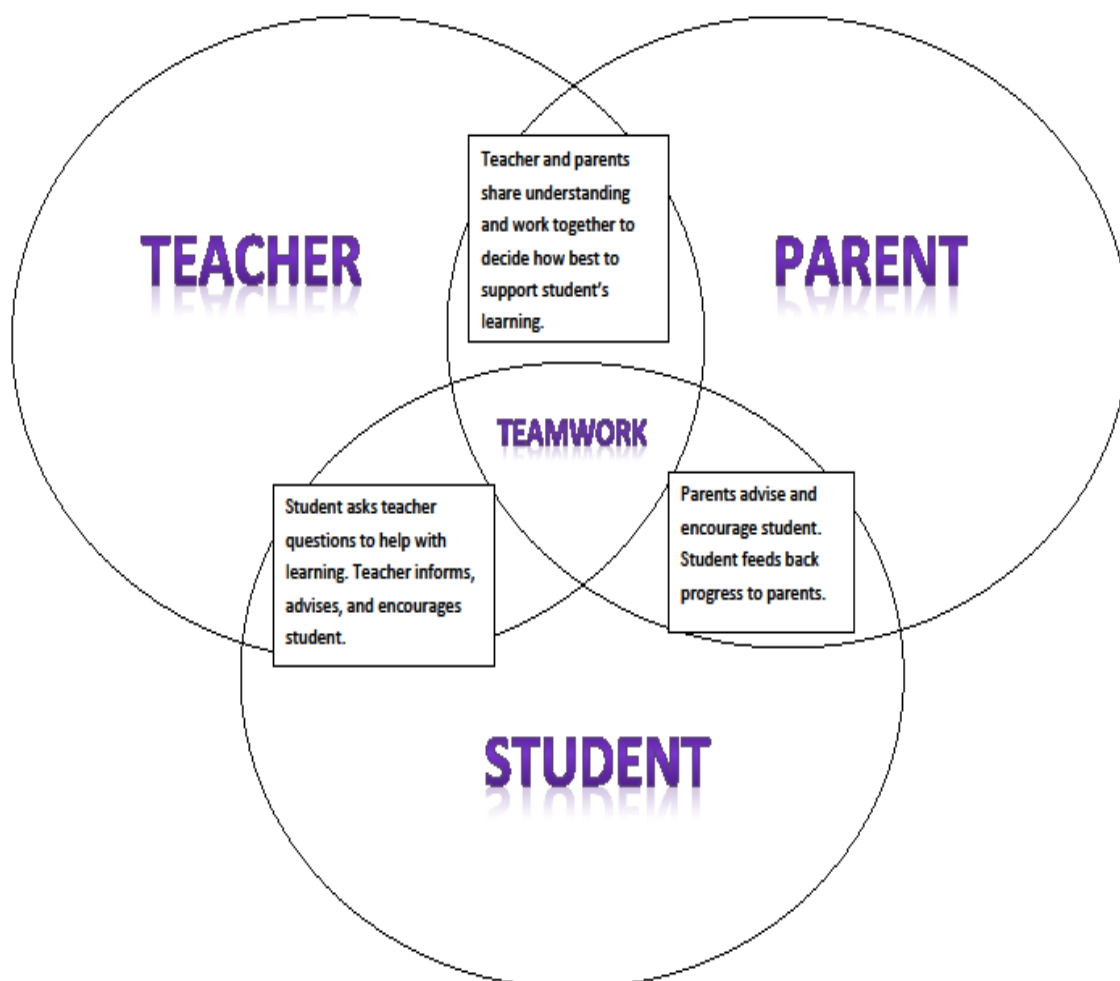 Teacher and parents
share understanding
and work together to
decide how best to
support student's
learning.
TEACHER
PARENT
TEAMWORK
Student asks teacher
questions to help with
learning. Teacher informs,
advises, and encourages
student.
Parents advise and
encourage student.
Student feeds back
progress to parents.
STUDENT